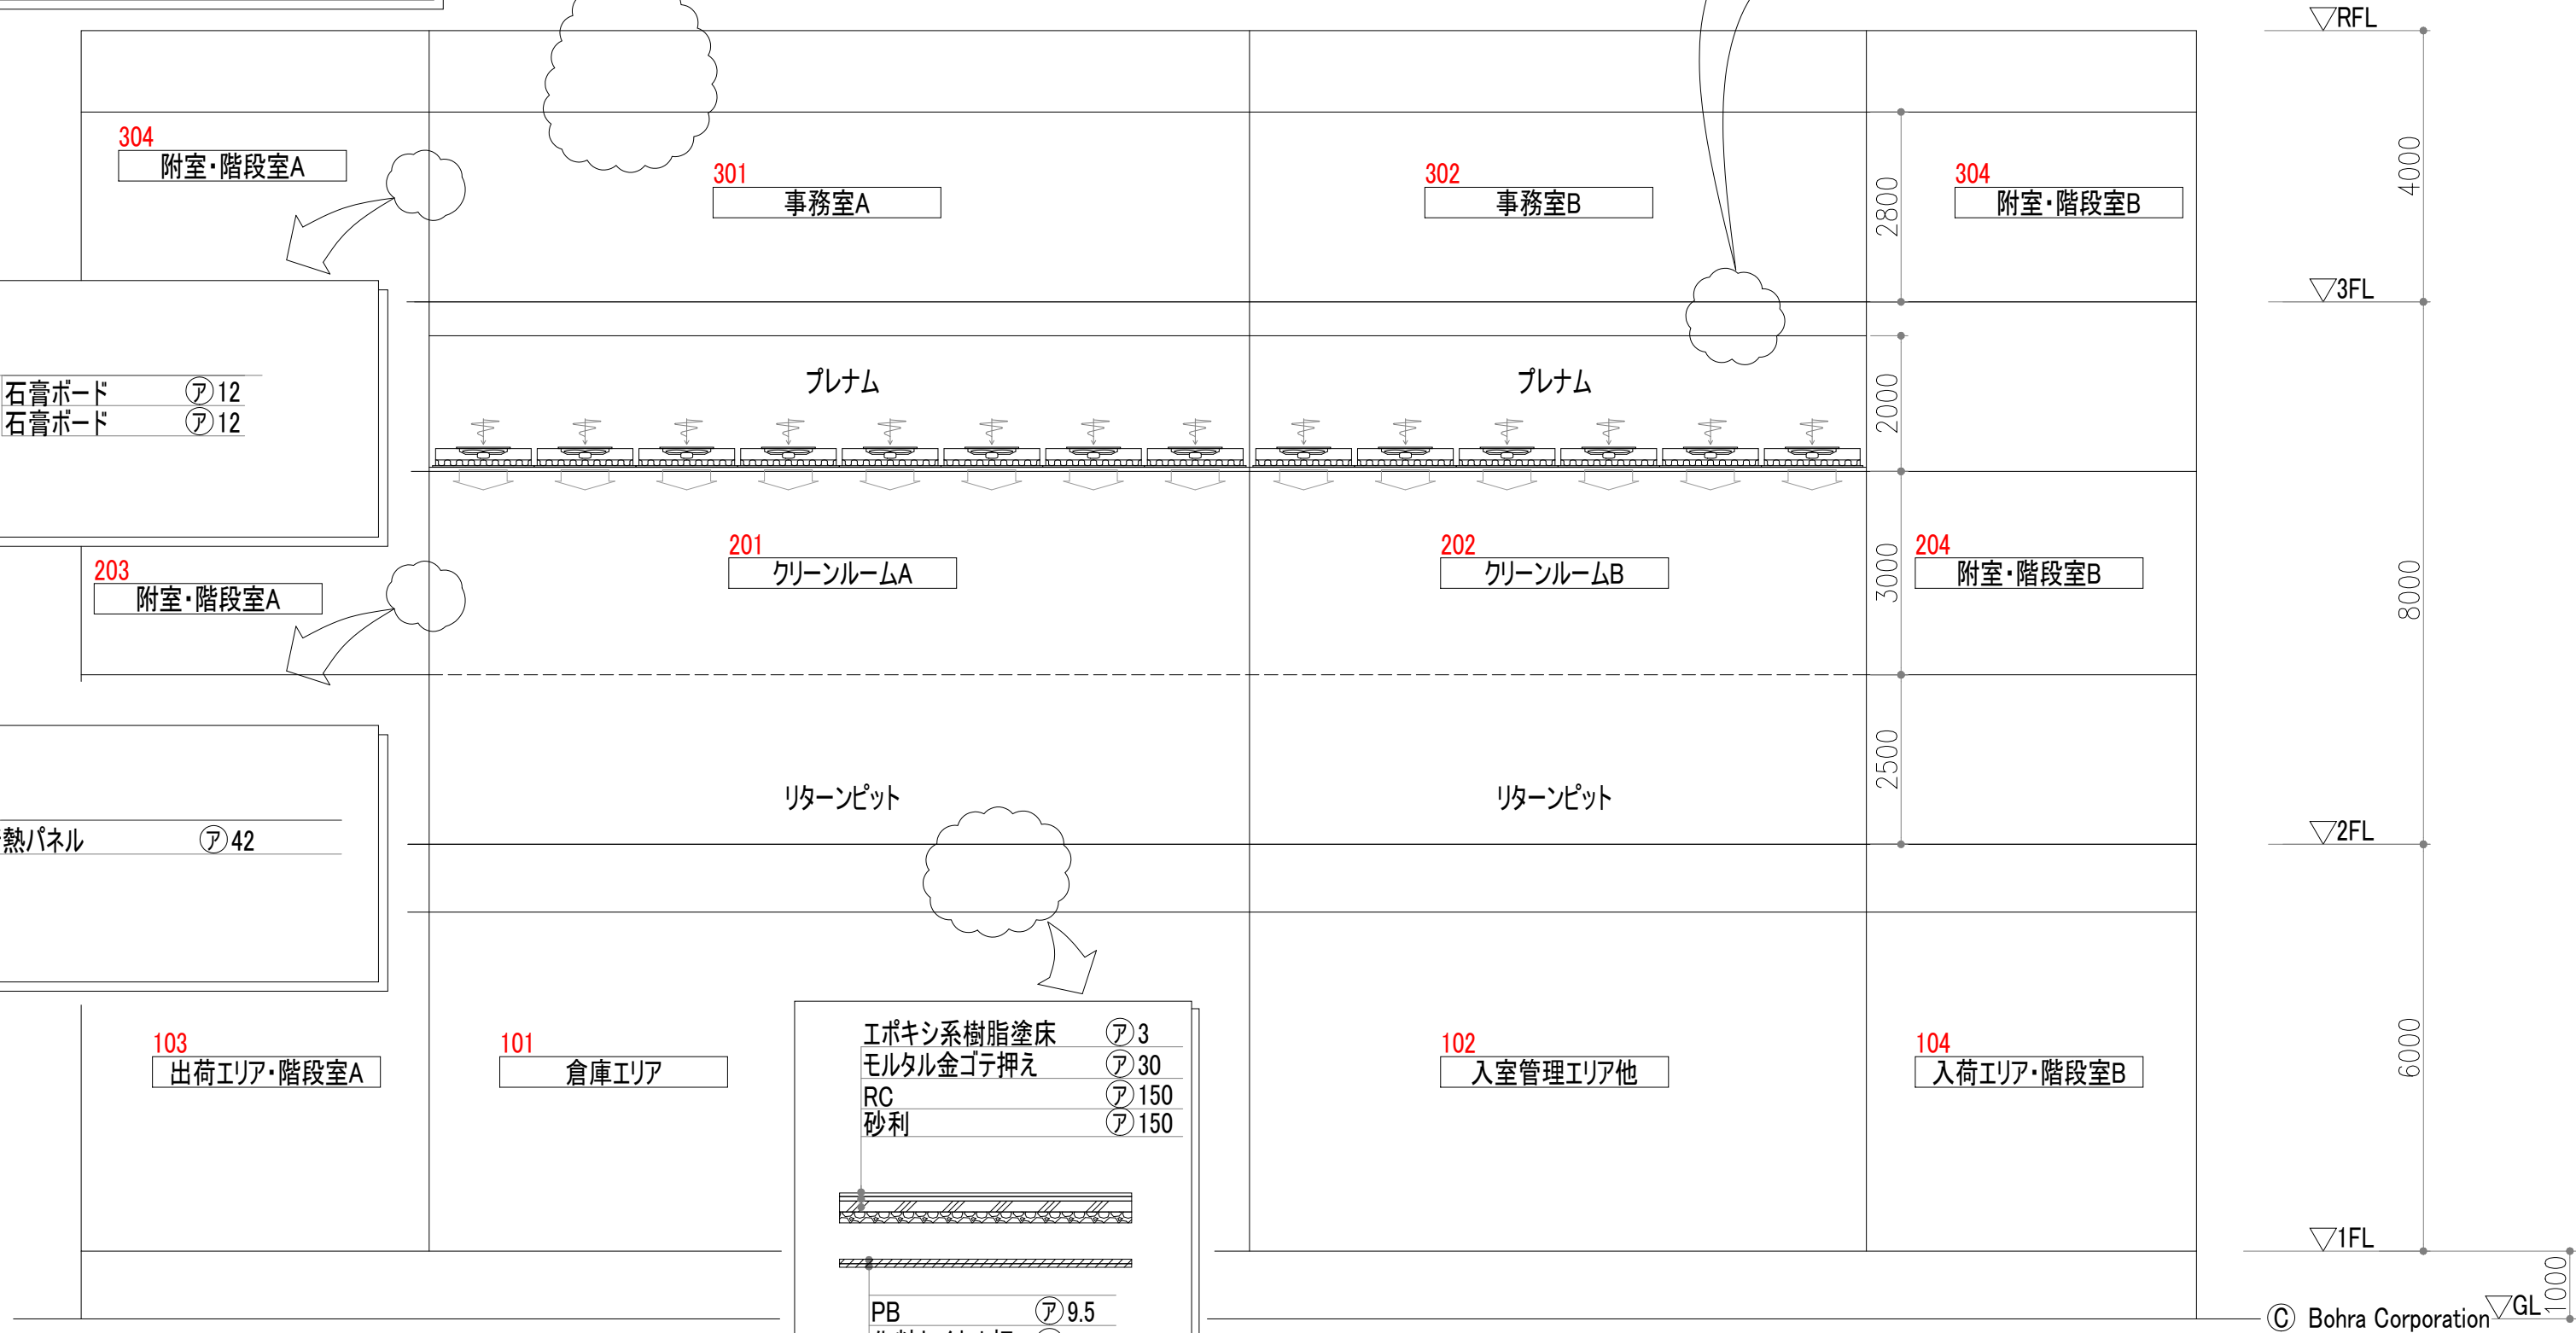 ▽RFL
304
附室・階段室A
301
事務室A
302
事務室B
304
附室・階段室B
2800
4000
▽3FL
石膏ボード ㋐12
石膏ボード ㋐12
プレナム
プレナム
2000
201
クリーンルームA
202
クリーンルームB
203
附室・階段室A
204
附室・階段室B
3000
8000
リターンピット
リターンピット
2500
▽2FL
熱パネル ㋐42
103
出荷エリア・階段室A
101
倉庫エリア
エポキシ系樹脂塗床 ㋐3
モルタル金ゴテ押え ㋐30
RC ㋐150
砂利 ㋐150
102
入室管理エリア他
104
入荷エリア・階段室B
6000
▽1FL
1000
PB ㋐9.5
Ⓒ Bohra Corporation
▽GL